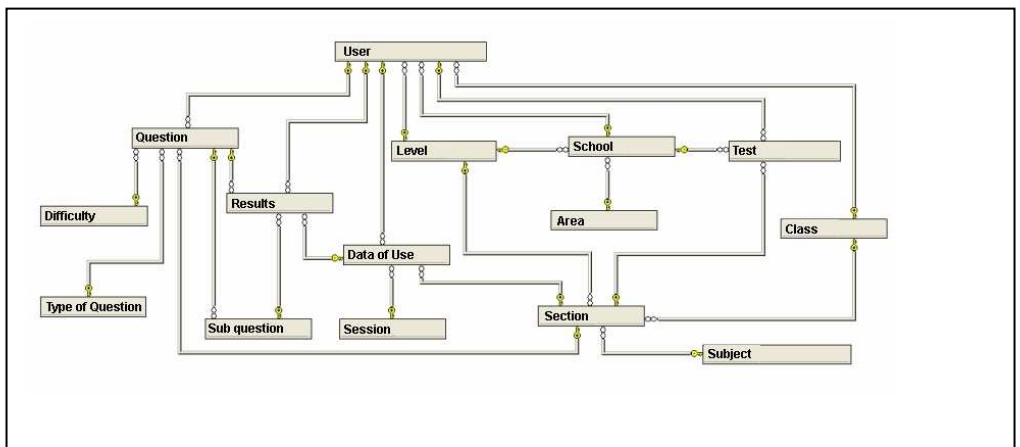 User
Question
Level
School
Test
Difficulty
Results
Area
Class
Data of Use
Type of Question
Sub question
Session
Section
Subject